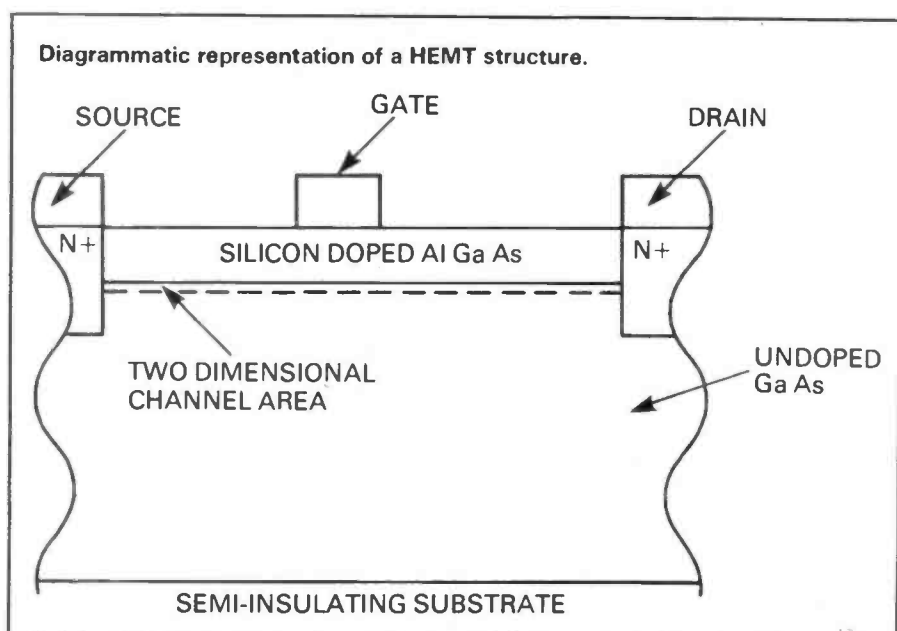 Diagrammatic representation of a HEMT structure.
SOURCE
GATE
DRAIN
N+
SILICON DOPED Al Ga As
N+
TWO DIMENSIONAL
CHANNEL AREA
UNDOPED
Ga As
SEMI-INSULATING SUBSTRATE